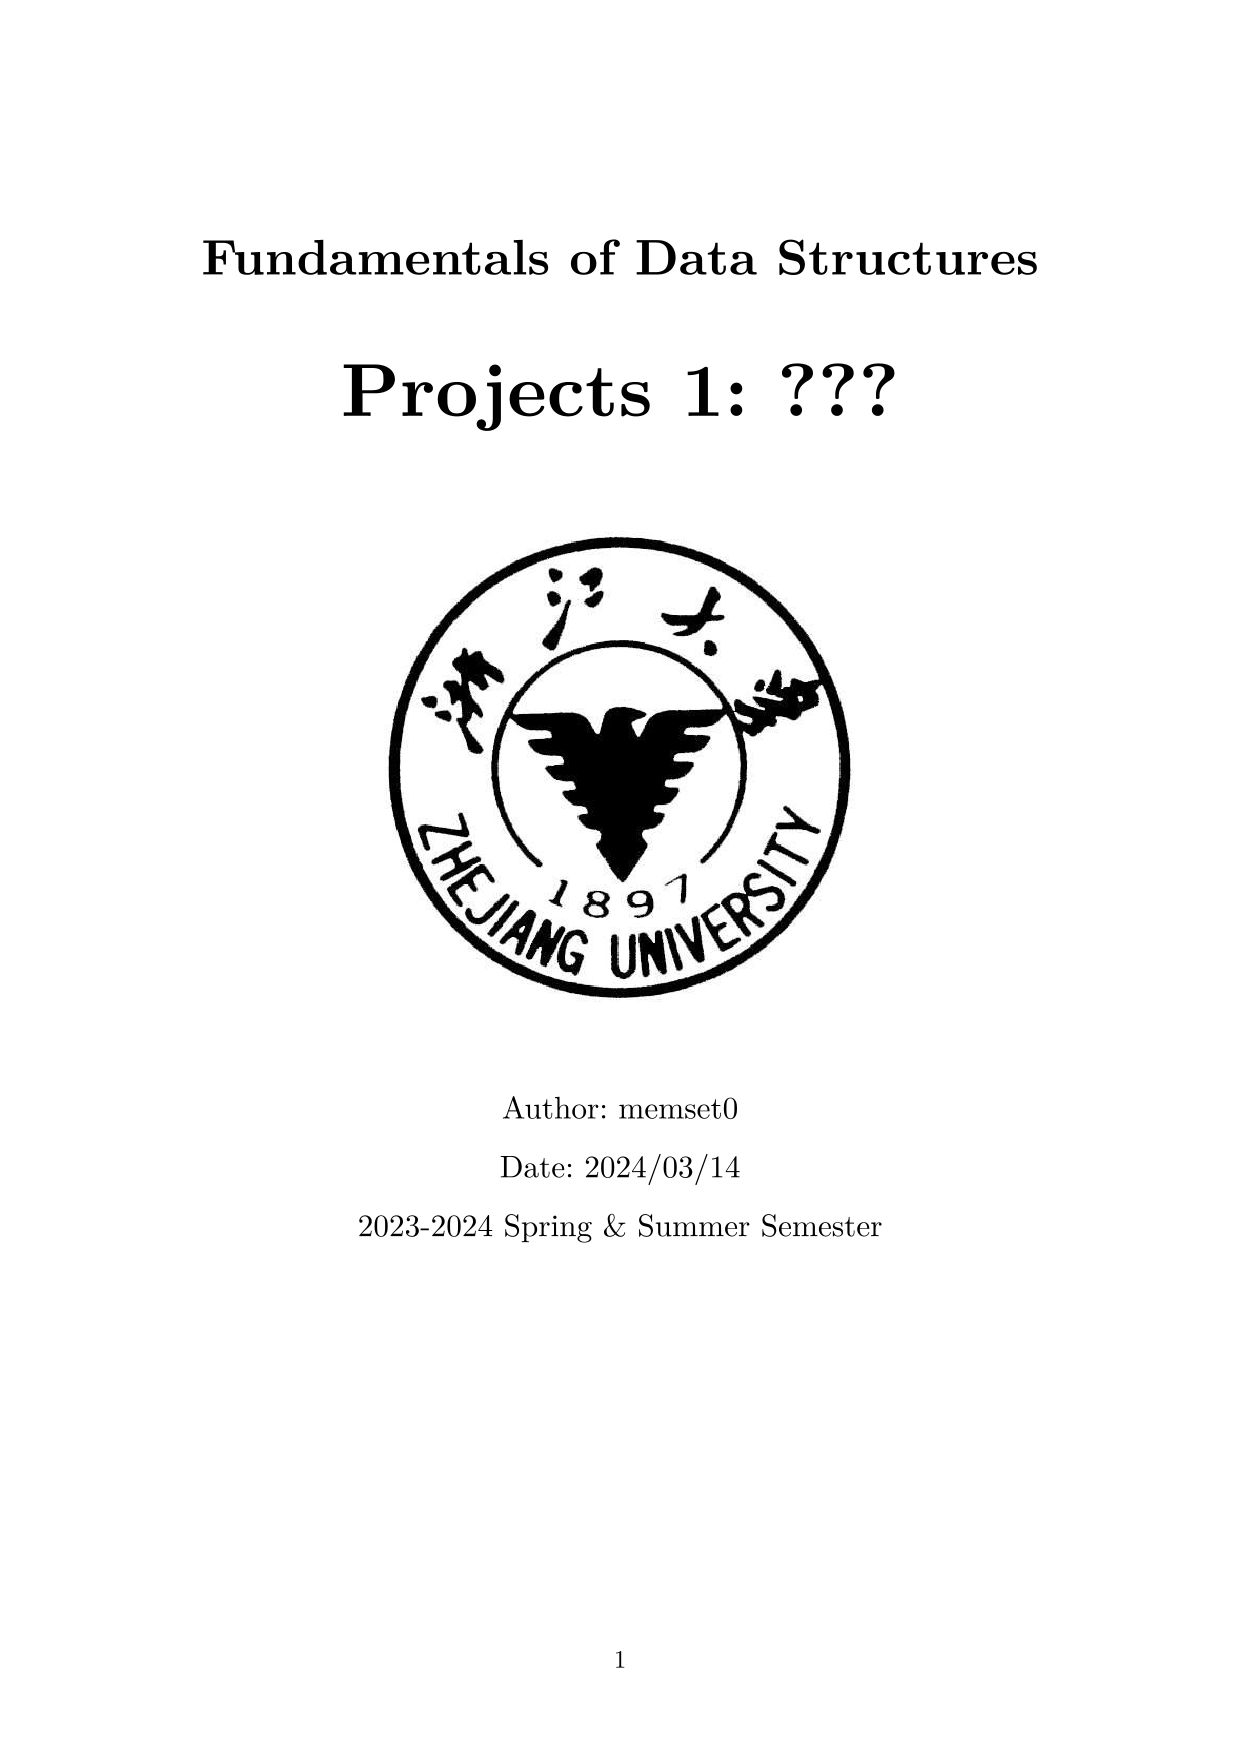 Fundamentals of Data Structures
Projects 1: ???
浙江大学
1897
ZHEJIANG UNIVERSITY
Author: memset0
Date: 2024/03/14
2023-2024 Spring & Summer Semester
1